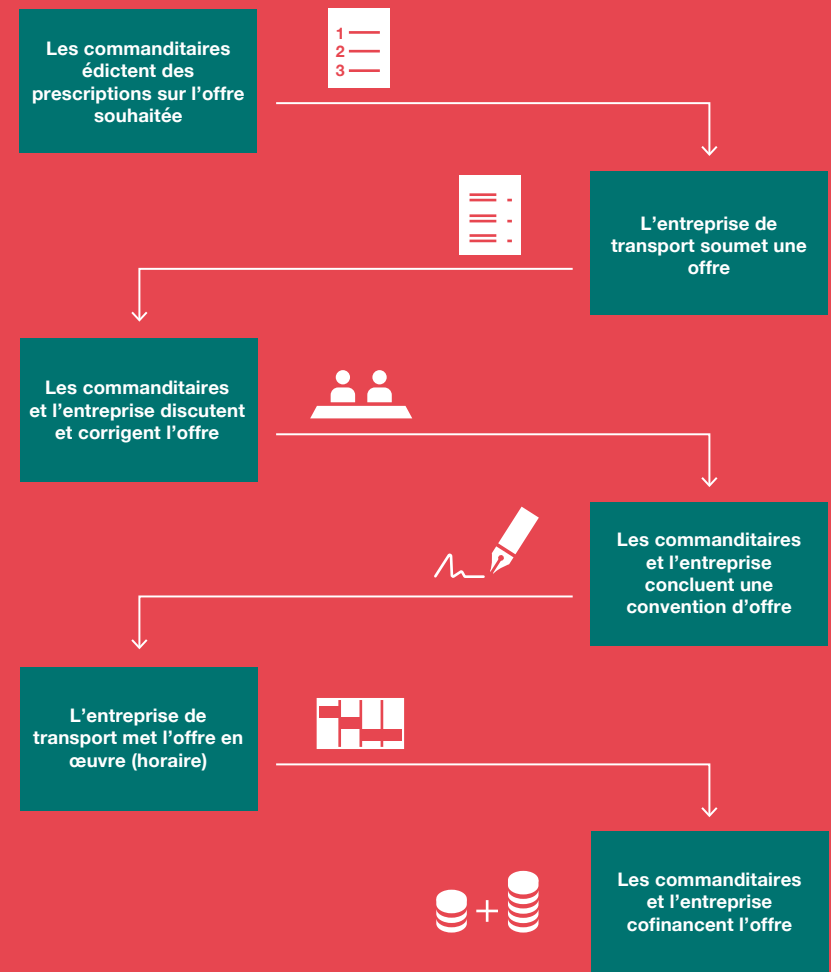 Les commanditaires
édictent des
prescriptions sur l’offre
souhaitée
1
2
3
L’entreprise de
transport soumet une
offre
Les commanditaires
et l’entreprise discutent
et corrigent l’offre
Les commanditaires
et l’entreprise
concluent une
convention d’offre
L’entreprise de
transport met l’offre en
œuvre (horaire)
Les commanditaires
et l’entreprise
cofinancent l’offre